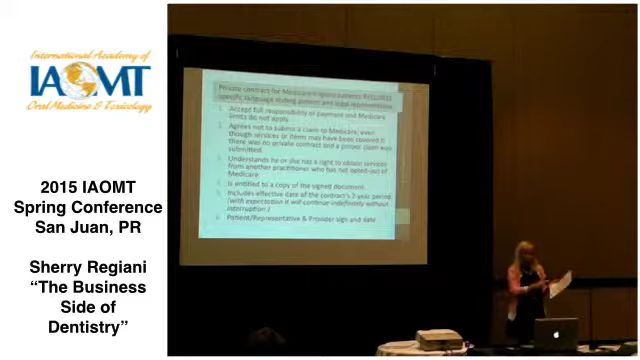 International Academy of
IAOMT
Oral Medicine & Toxicology
2015 IAOMT
Spring Conference
San Juan, PR
Sherry Regiani
“The Business
Side of
Dentistry”
Private contract for Medicare-eligible patients REQUIRES
specific language stating patient and legal representative
1. Accept full responsibility of payment and Medicare
limits do not apply.
2. Agrees not to submit a claim to Medicare, even
though services or items may have been covered if
there was no private contract and a proper claim was
submitted.
3. Understands he or she has a right to obtain services
from another practitioner who has not opted-out of
Medicare
4. Is entitled to a copy of the signed document.
5. Includes effective date of the contract's 2-year period
(with expectation it will continue indefinitely without
interruption.)
6. Patient/Representative & Provider sign and date